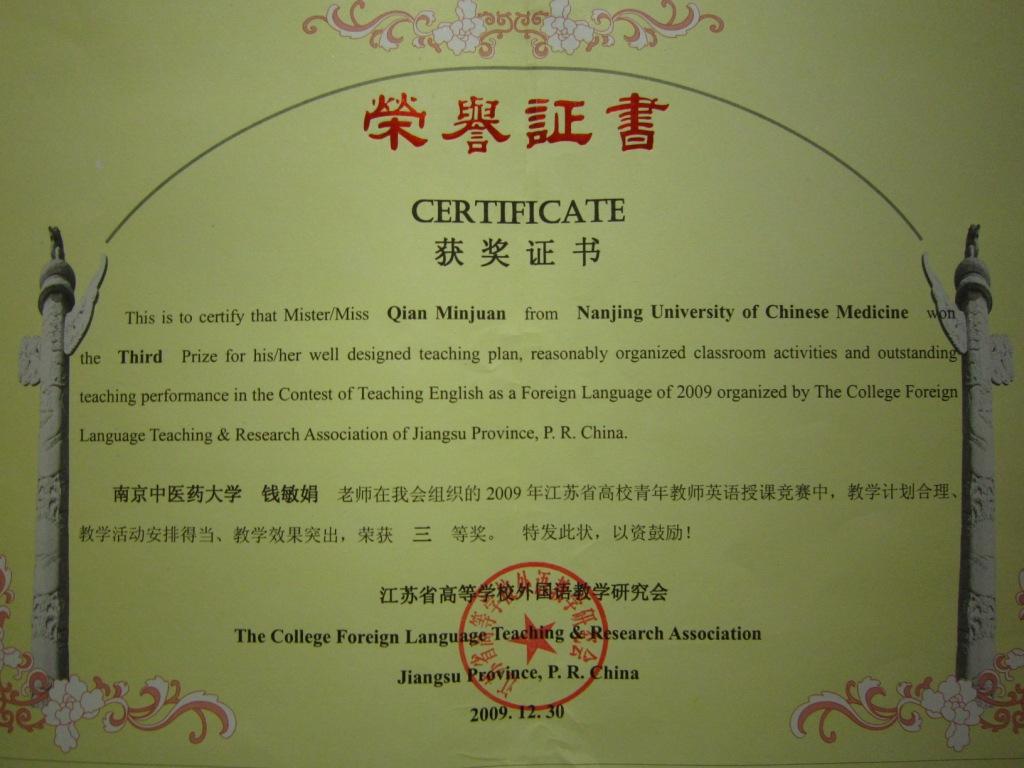 榮譽証書
CERTIFICATE
获奖证书
This is to certify that Mister/Miss Qian Minjuan from Nanjing University of Chinese Medicine won
the Third Prize for his/her well designed teaching plan, reasonably organized classroom activities and outstanding
teaching performance in the Contest of Teaching English as a Foreign Language of 2009 organized by The College Foreign
Language Teaching & Research Association of Jiangsu Province, P. R. China.
南京中医药大学 钱敏娟 老师在我会组织的 2009 年江苏省高校青年教师英语授课竞赛中，教学计划合理、
教学活动安排得当、教学效果突出，荣获 三 等奖。 特发此状，以资鼓励！
江苏省高等学校外国语教学研究会
The College Foreign Language Teaching & Research Association
Jiangsu Province, P. R. China
2009. 12. 30